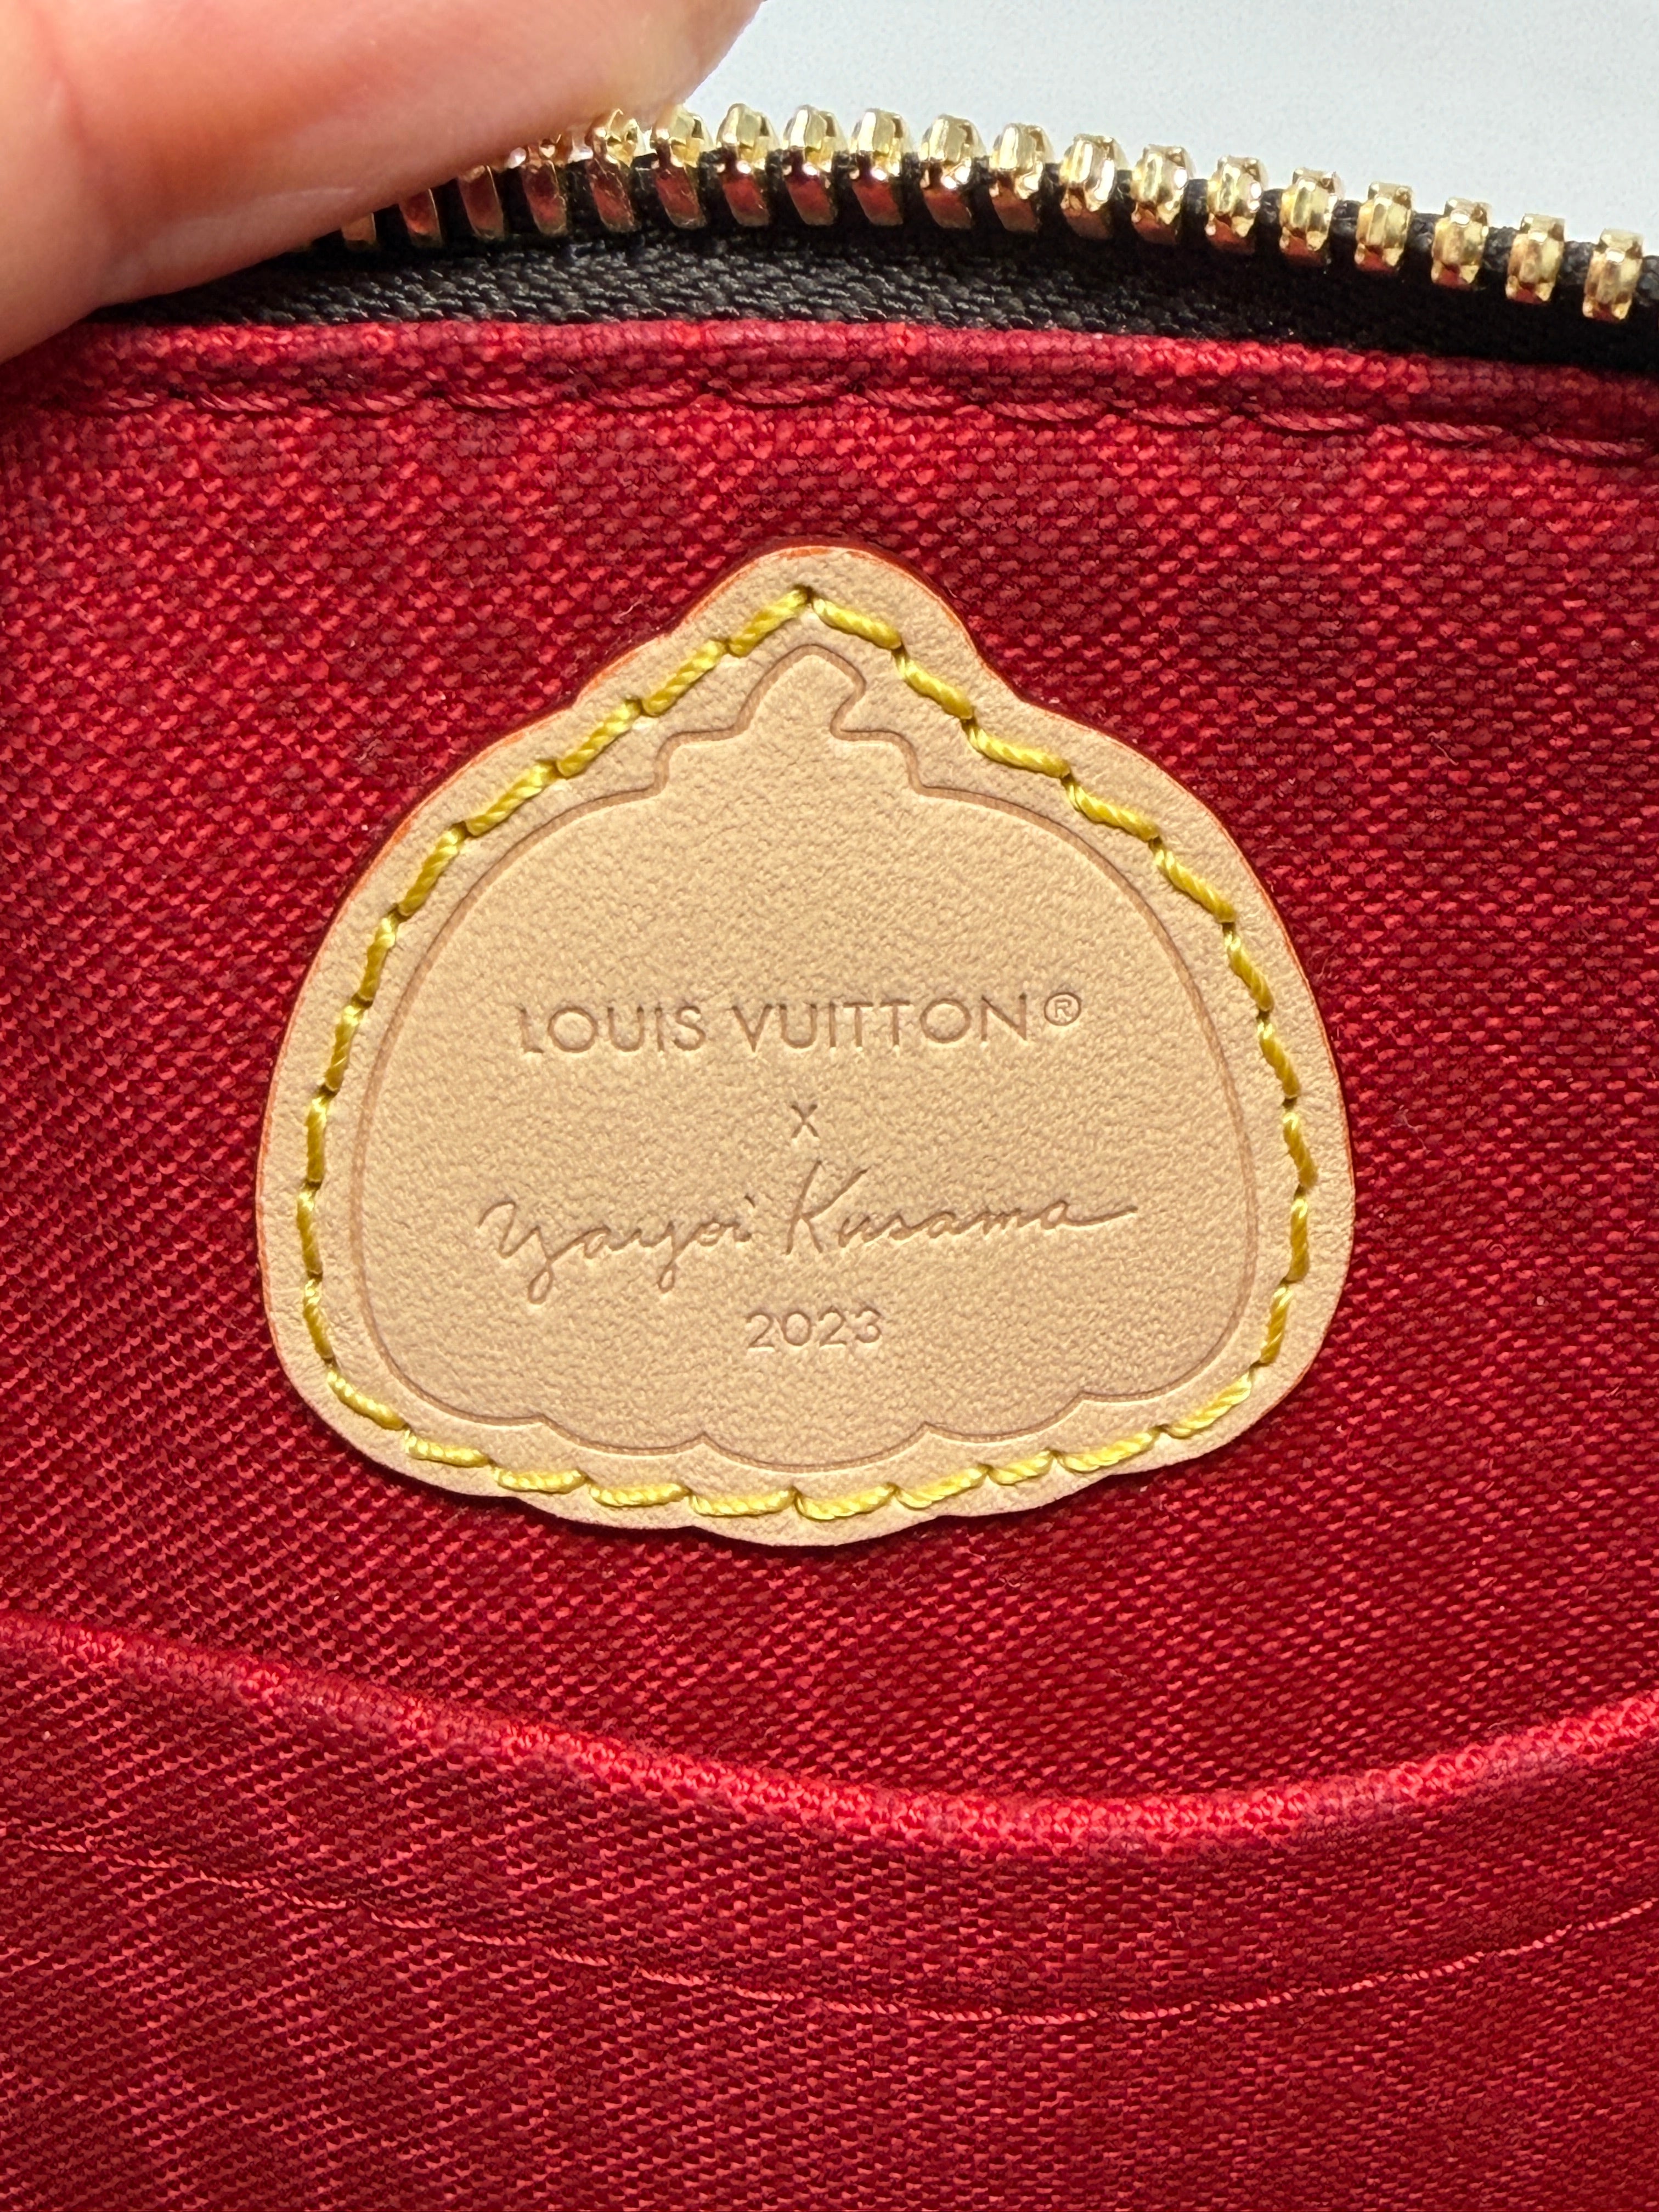 LOUIS VUITTON®
x
Yayoi Kusama
2023